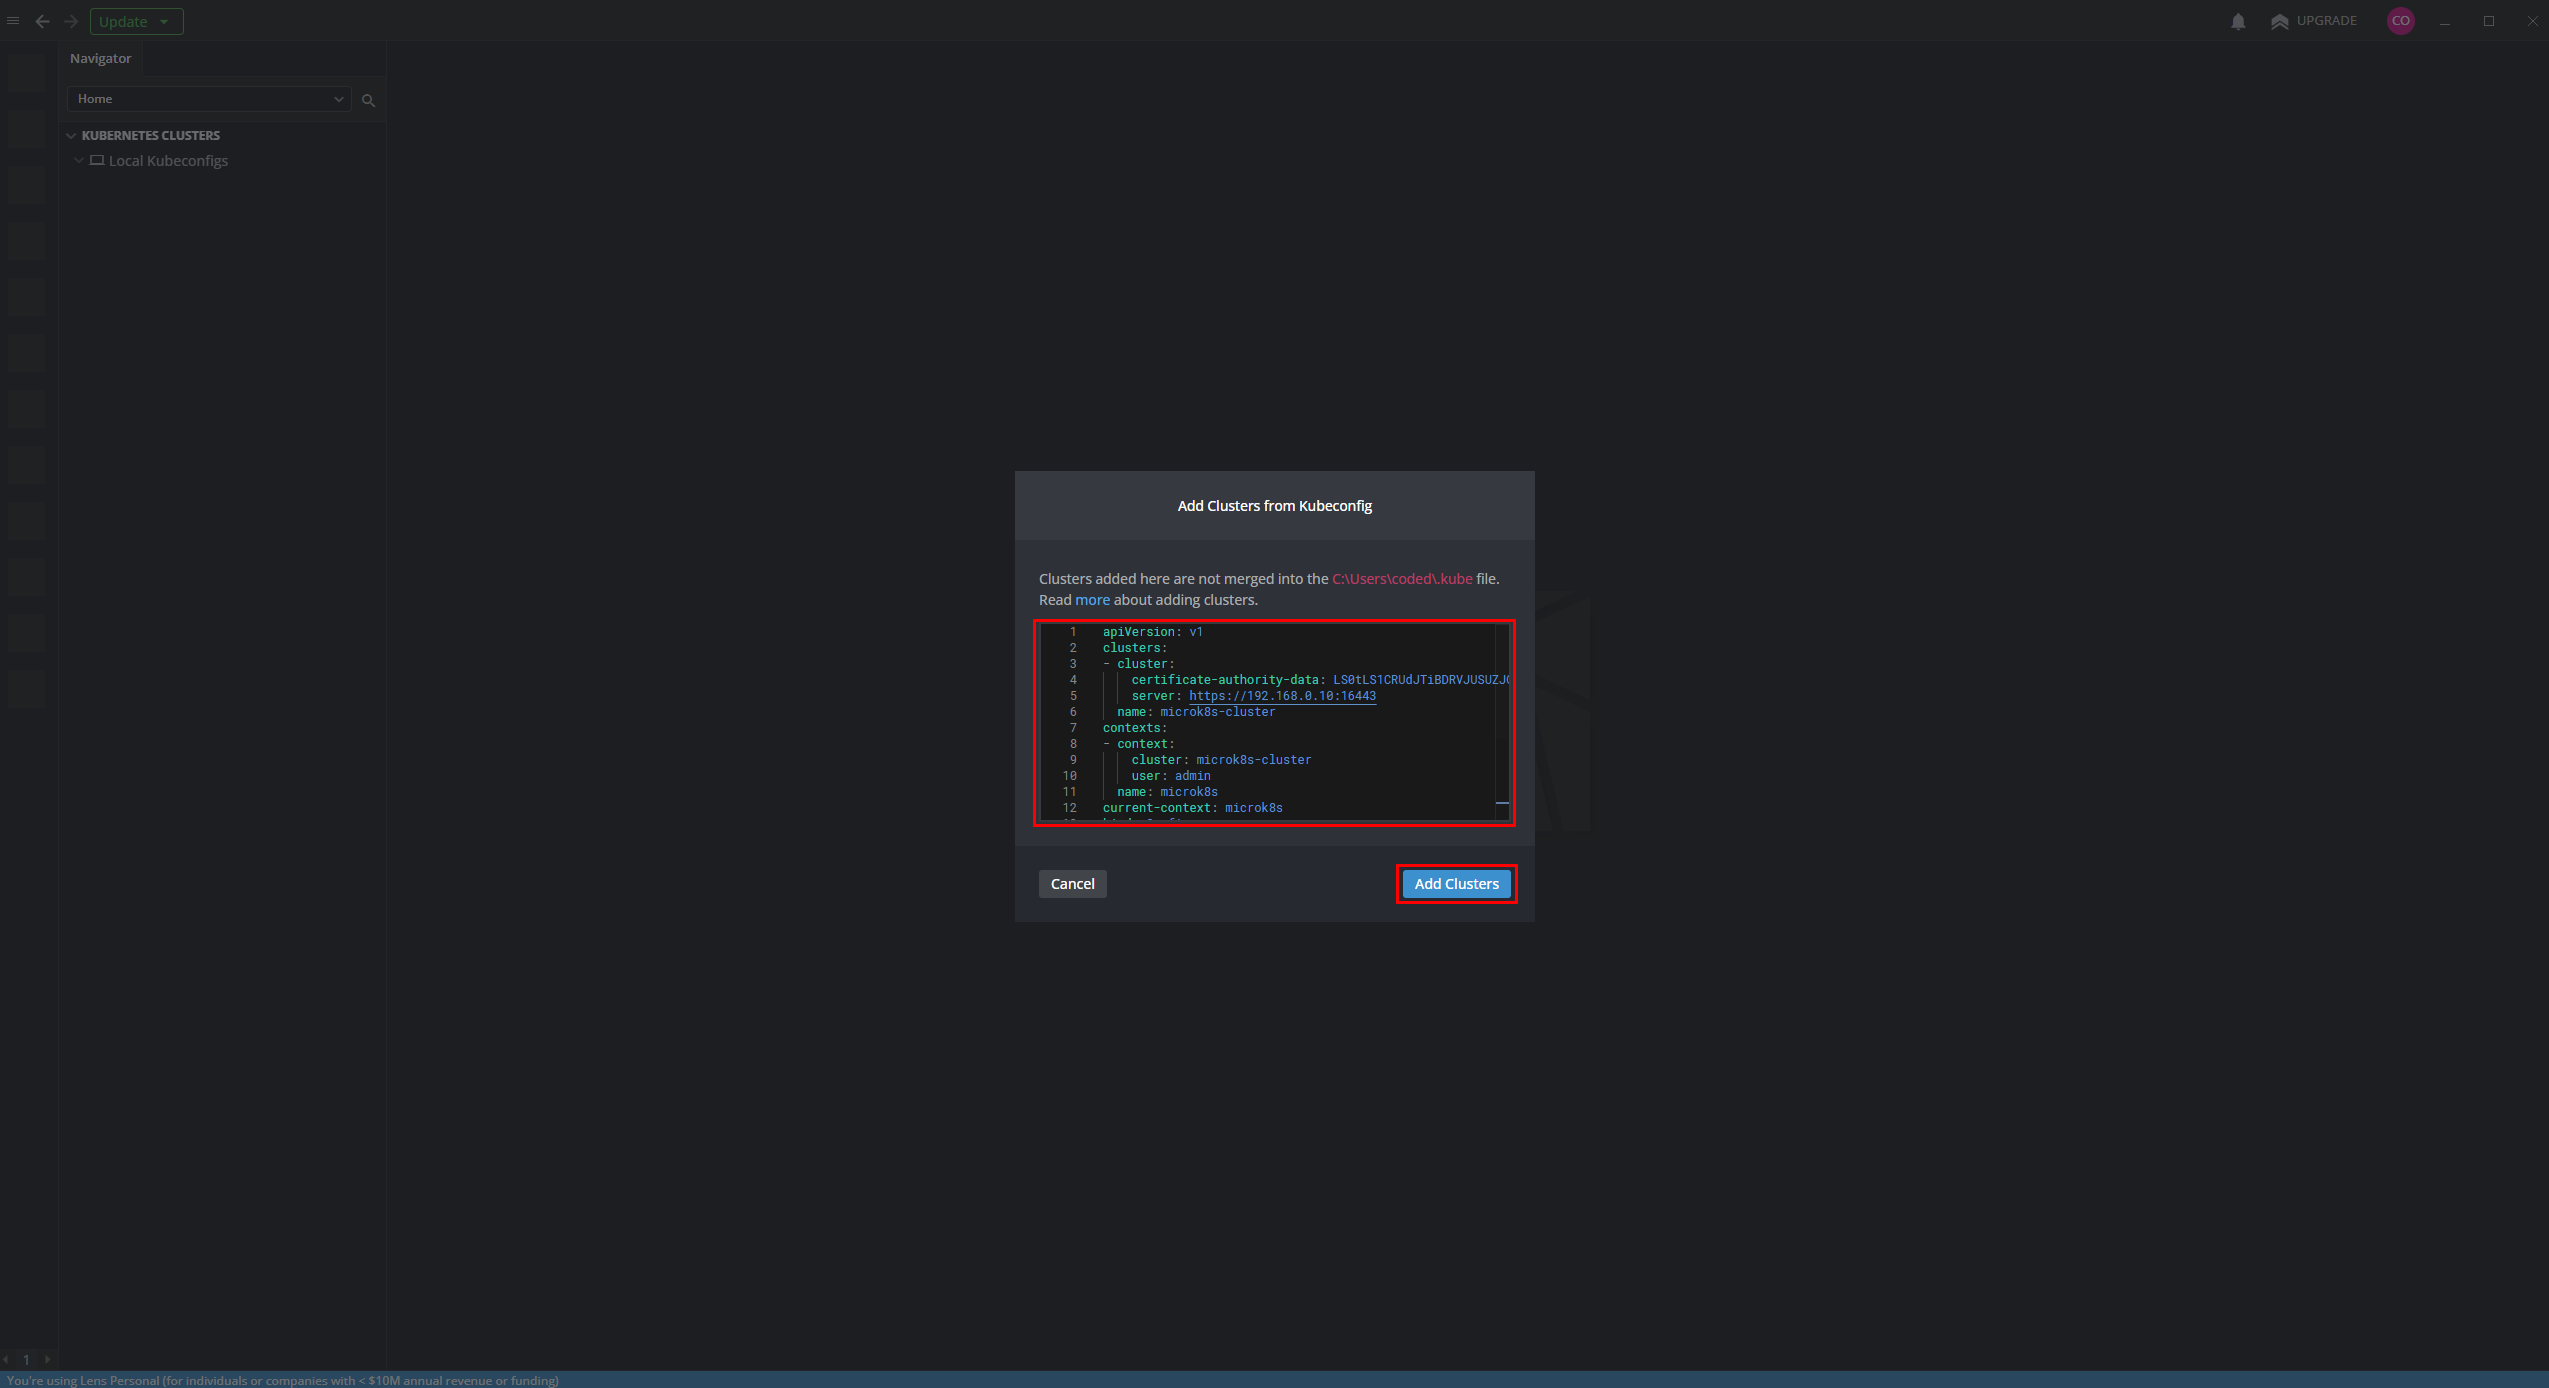 Update
UPGRADE
CO
Navigator
Home
KUBERNETES CLUSTERS
Local Kubeconfigs
Add Clusters from Kubeconfig
Clusters added here are not merged into the C:\Users\coded\.kube file.
Read more about adding clusters.
1 apiVersion: v1
2 clusters:
3 - cluster:
4 certificate-authority-data: LS0tLS1CRUdJTiBDRVJUSUZJ
5 server: https://192.168.0.10:16443
6 name: microk8s-cluster
7 contexts:
8 - context:
9 cluster: microk8s-cluster
10 user: admin
11 name: microk8s
12 current-context: microk8s
Cancel
Add Clusters
1
You're using Lens Personal (for individuals or companies with < $10M annual revenue or funding)